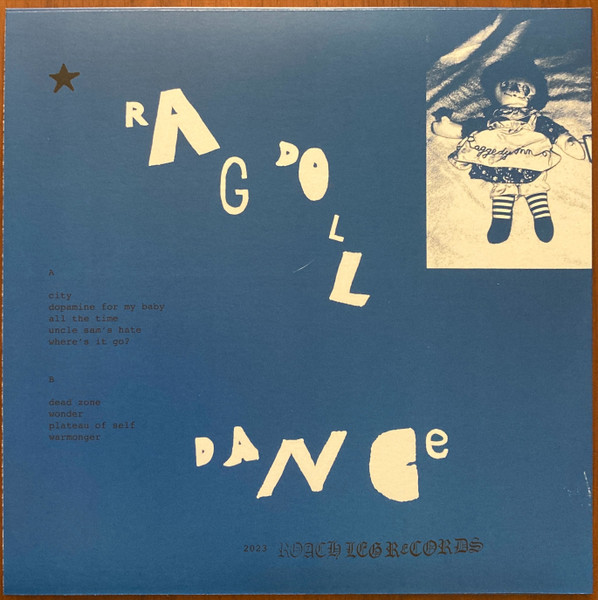 RAG DOLL
Raggedy Ann
A
city
dopamine for my baby
all the time
uncle sam's hate
where's it go?
B
dead zone
wonder
plateau of self
warmonger
DANCe
2023 ROACH LEG ReCORDS